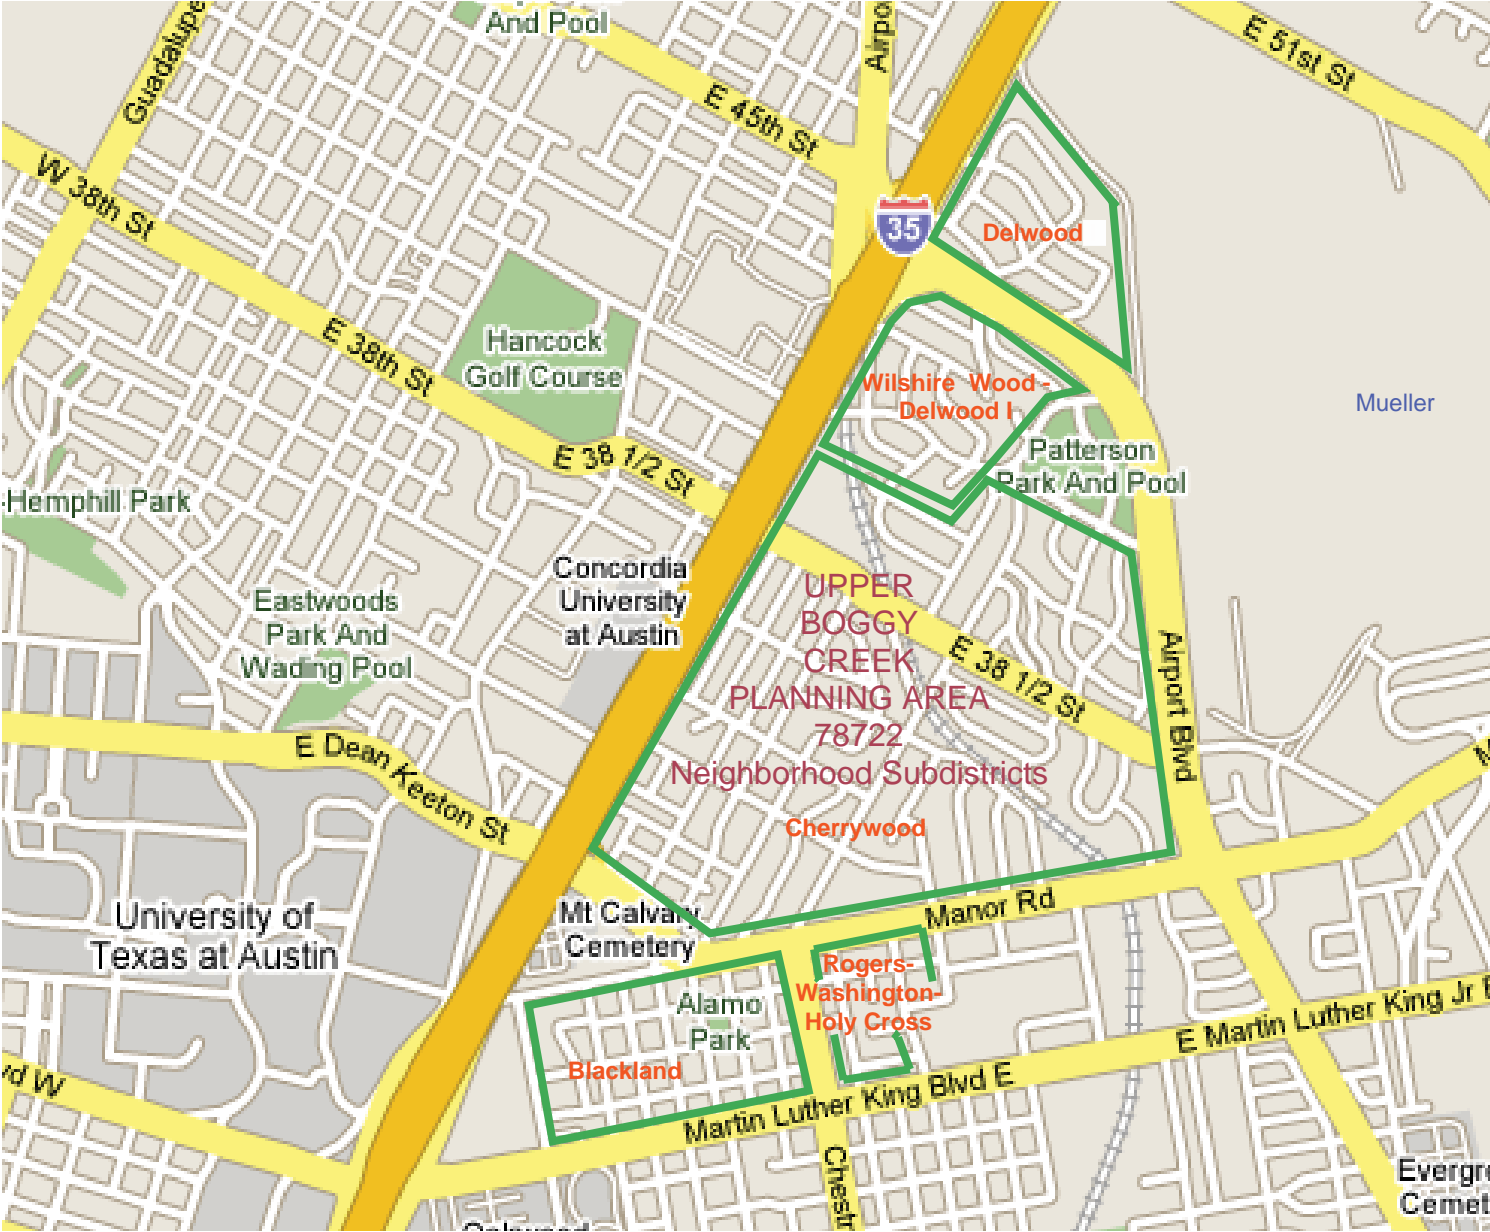 And Pool
Guadalupe
Airpo
E 51st St
E 45th St
W 38th St
35
Delwood
E 38th St
Hancock
Golf Course
Wilshire Wood -
Delwood I
Mueller
E 38 1/2 St
Patterson
Park And Pool
-Hemphill Park
Concordia
University
at Austin
UPPER
BOGGY
CREEK
PLANNING AREA
78722
Neighborhood Subdistricts
Eastwoods
Park And
Wading Pool
E 38 1/2 St
Airport Blvd
E Dean Keeton St
Cherrywood
M
University of
Texas at Austin
Mt Calvary
Cemetery
Manor Rd
Rogers-
Washington-
Holy Cross
Alamo
Park
Blackland
E Martin Luther King Jr B
vd W
Martin Luther King Blvd E
Chestr
Evergre
Cemet
Oakwood